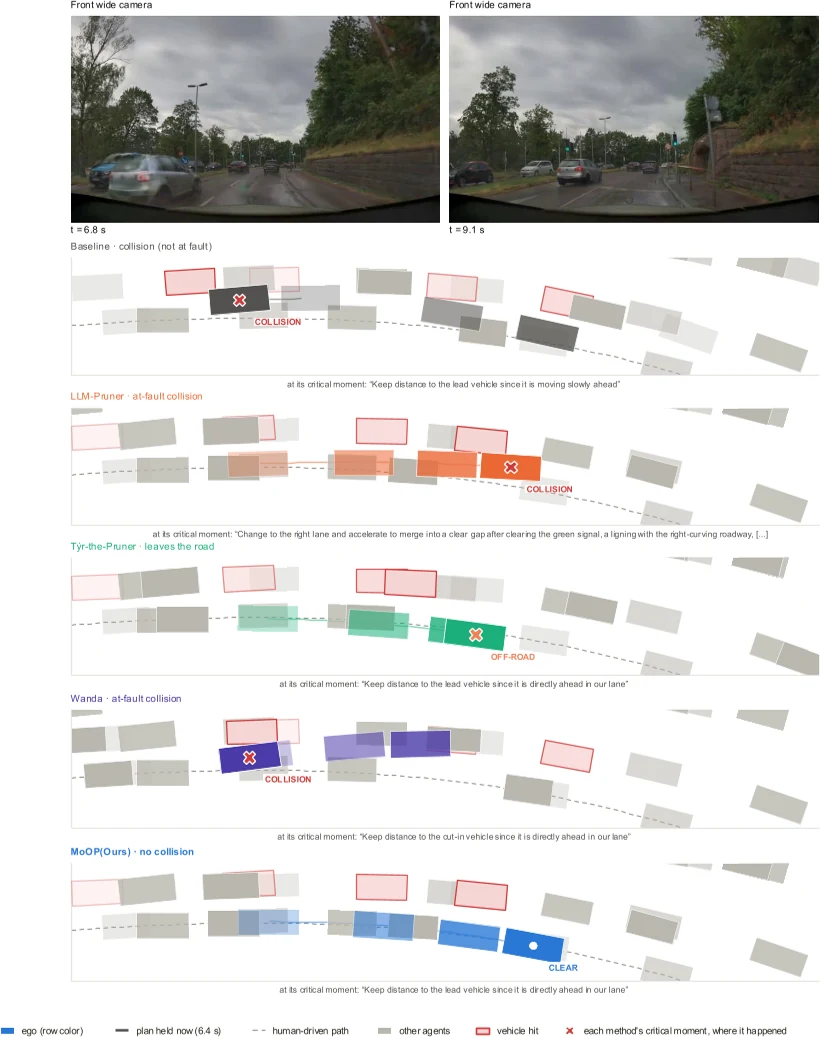 Front wide camera
Front wide camera
t = 6.8 s
t = 9.1 s
Baseline · collision (not at fault)
COLLISION
at its critical moment: “Keep distance to the lead vehicle since it is moving slowly ahead”
LLM-Pruner · at-fault collision
COLLISION
at its critical moment: “Change to the right lane and accelerate to merge into a clear gap after clearing the green signal, aligning with the right-curving roadway, [...]
Týr-the-Pruner · leaves the road
OFF-ROAD
at its critical moment: “Keep distance to the lead vehicle since it is directly ahead in our lane”
Wanda · at-fault collision
COLLISION
at its critical moment: “Keep distance to the cut-in vehicle since it is directly ahead in our lane”
MoOP(Ours) · no collision
CLEAR
at its critical moment: “Keep distance to the lead vehicle since it is directly ahead in our lane”
ego (row color) plan held now (6.4 s) human-driven path other agents vehicle hit each method's critical moment, where it happened